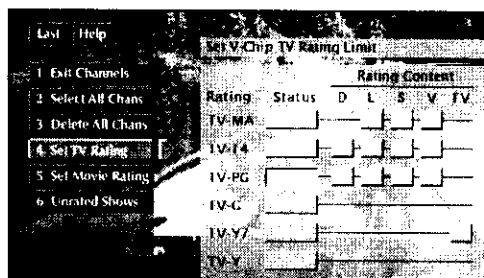 Last Help
1 Exit Channels
2 Select All Chans
3 Delete All Chans
4 Set TV Rating
5 Set Movie Rating
6 Unrated Shows
Set V-Chip TV Rating Limit
Rating Content
Rating Status D L S V FV
TV-MA
TV-14
TV-PG
TV-G
TV-Y7
TV-Y